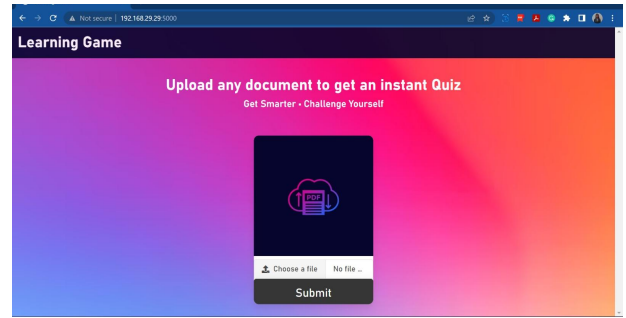 Not secure | 192.168.29.29:5000
Learning Game
Upload any document to get an instant Quiz
Get Smarter • Challenge Yourself
PDF
Choose a file No file ...
Submit